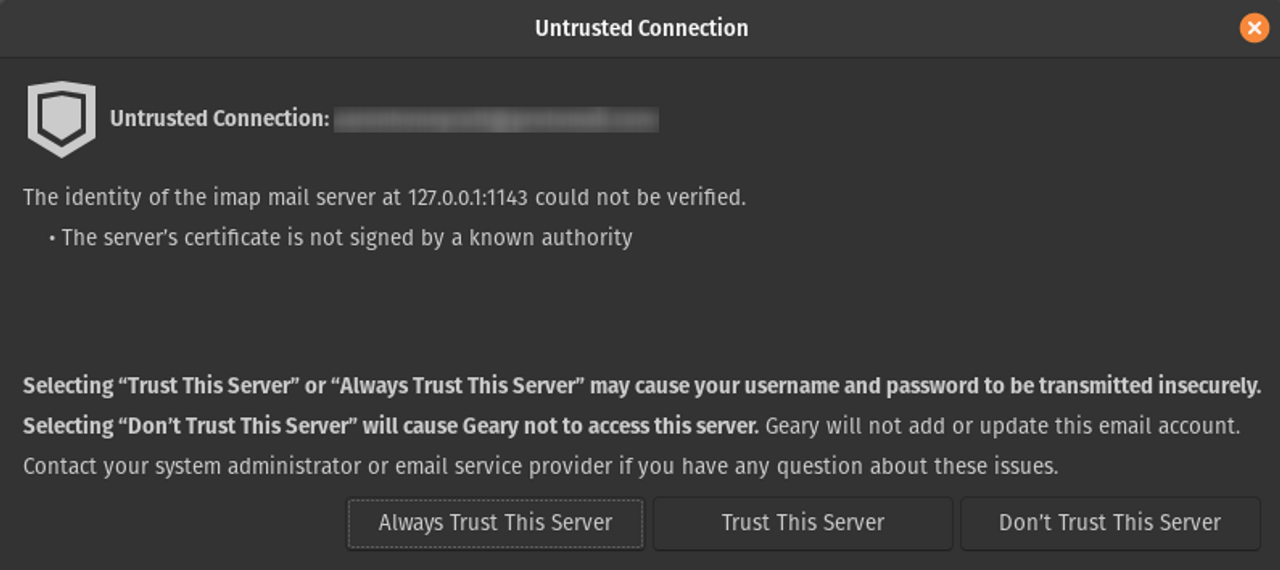 Untrusted Connection
Untrusted Connection:
The identity of the imap mail server at 127.0.0.1:1143 could not be verified.
• The server’s certificate is not signed by a known authority
Selecting “Trust This Server” or “Always Trust This Server” may cause your username and password to be transmitted insecurely.
Selecting “Don’t Trust This Server” will cause Geary not to access this server. Geary will not add or update this email account.
Contact your system administrator or email service provider if you have any question about these issues.
Always Trust This Server
Trust This Server
Don’t Trust This Server